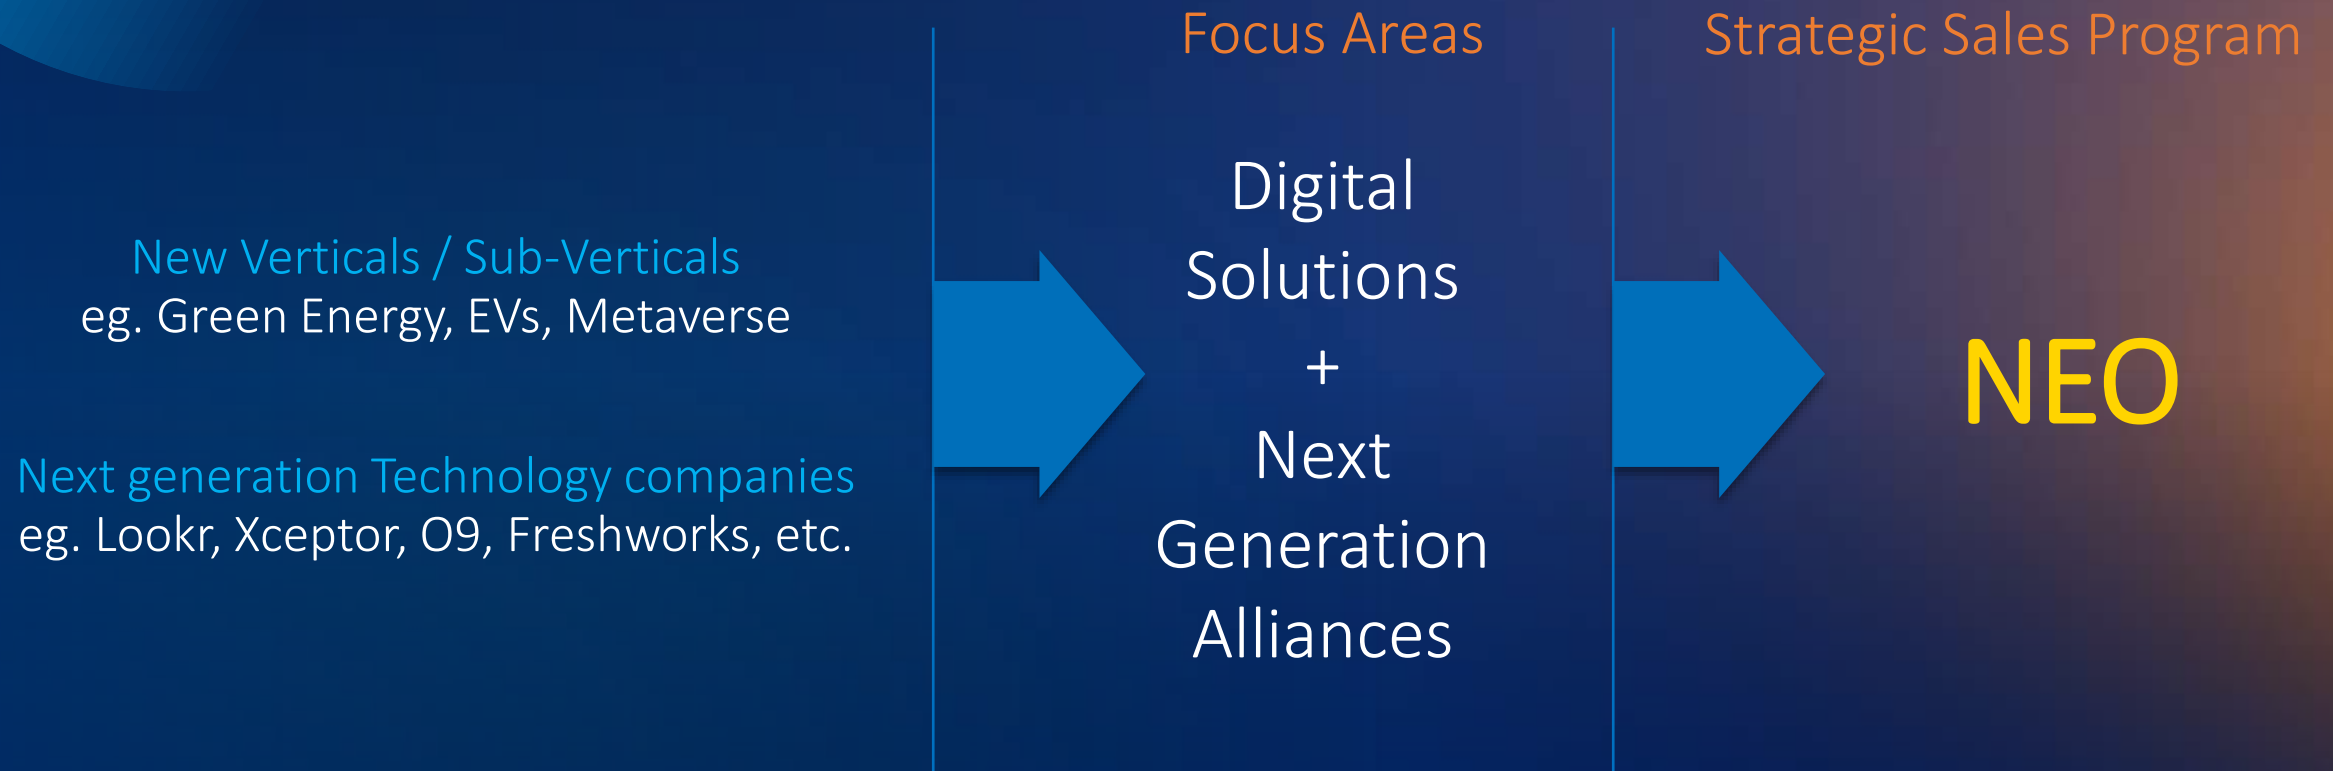 New Verticals / Sub-Verticals
eg. Green Energy, EVs, Metaverse
Next generation Technology companies
eg. Lookr, Xceptor, O9, Freshworks, etc.
Focus Areas
Digital
Solutions
+
Next
Generation
Alliances
Strategic Sales Program
NEO